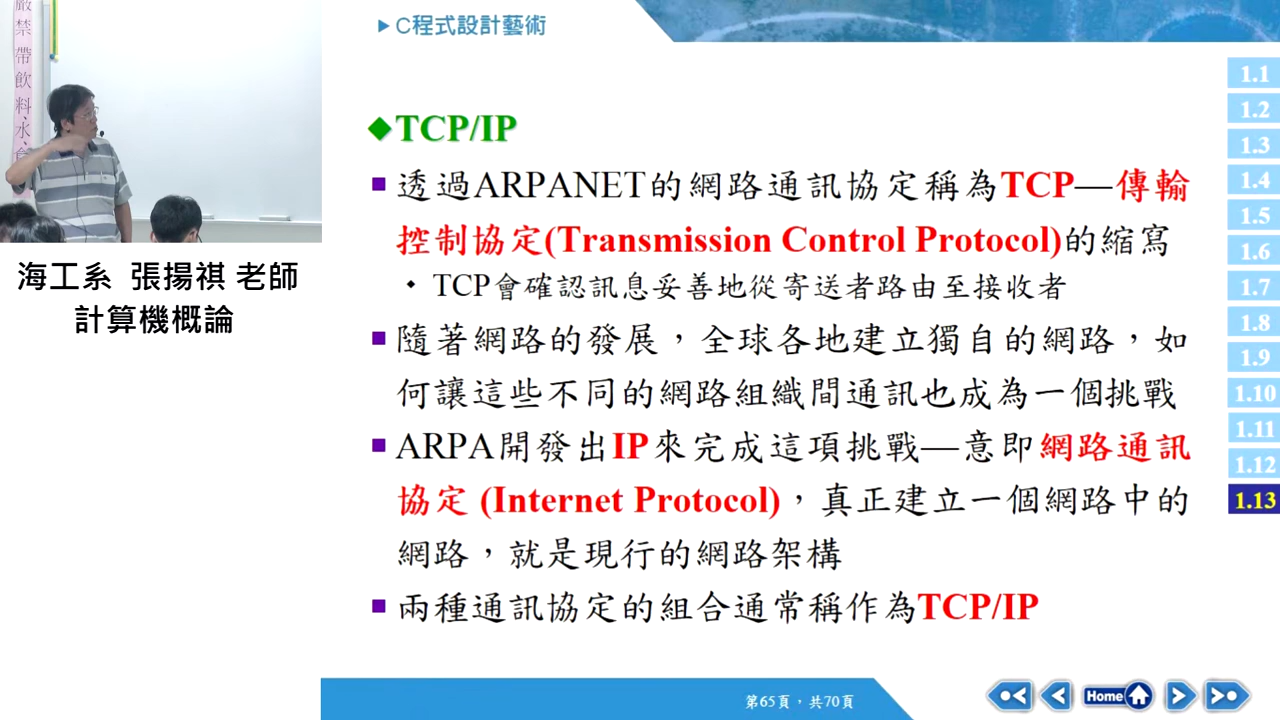 嚴禁帶飲料、水、食
海工系 張揚祺 老師
計算機概論
C程式設計藝術
TCP/IP
透過ARPANET的網路通訊協定稱為TCP—傳輸
控制協定(Transmission Control Protocol)的縮寫
TCP會確認訊息妥善地從寄送者路由至接收者
隨著網路的發展,全球各地建立獨自的網路,如
何讓這些不同的網路組織間通訊也成為一個挑戰
ARPA開發出IP來完成這項挑戰—意即網路通訊
協定 (Internet Protocol),真正建立一個網路中的
網路,就是現行的網路架構
兩種通訊協定的組合通常稱作為TCP/IP
1.1
1.2
1.3
1.4
1.5
1.6
1.7
1.8
1.9
1.10
1.11
1.12
1.13
第65頁,共70頁
Home